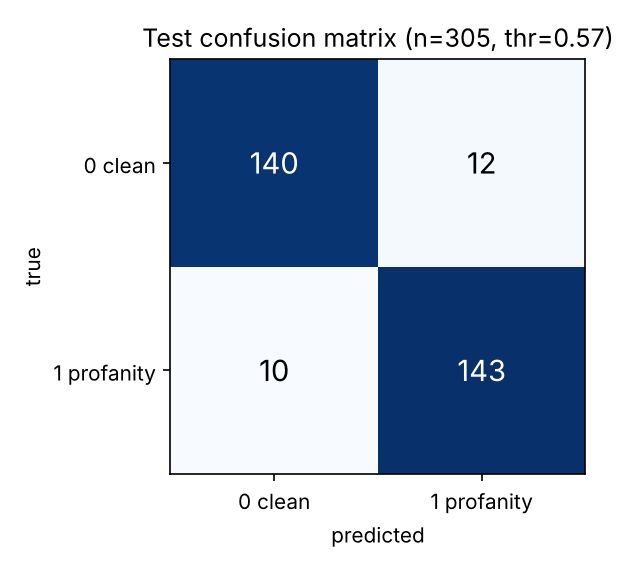 Test confusion matrix (n=305, thr=0.57)
0 clean
140
12
true
1 profanity
10
143
0 clean
1 profanity
predicted